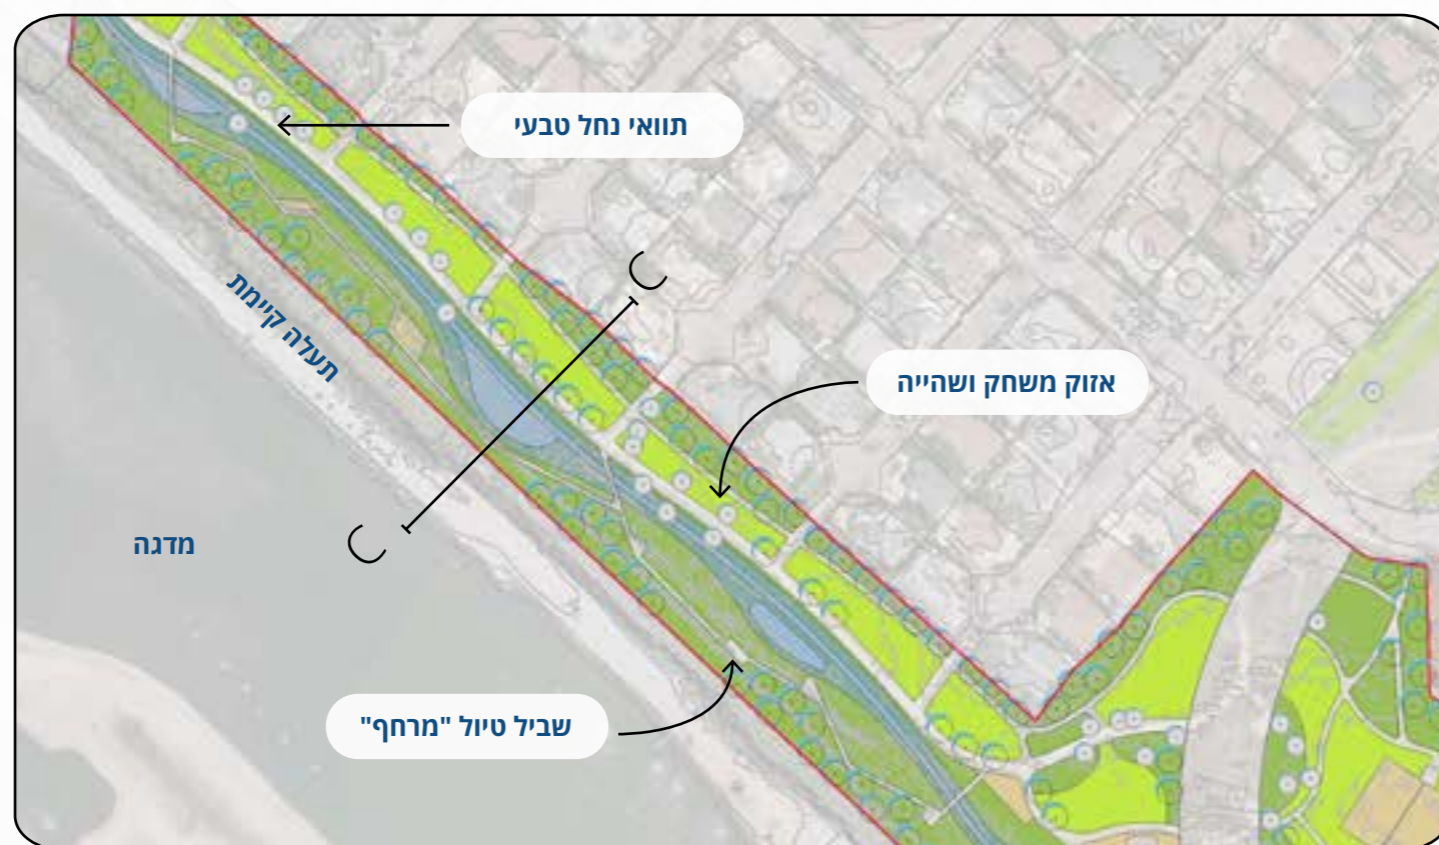 תוואי נחל טבעי
תעלה קיימת
אזוק משחק ושהייה
מדגה
שביל טיול "מרחף"
C
C